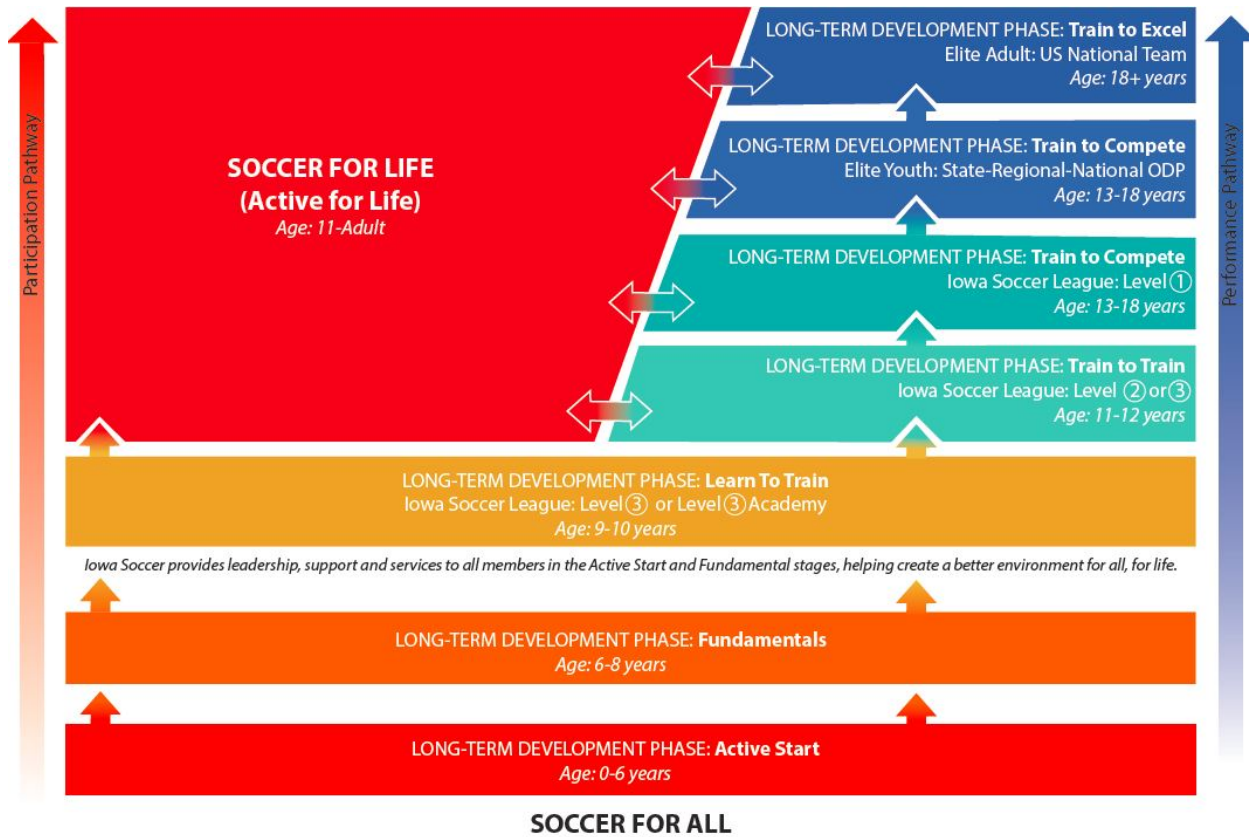 Participation Pathway
SOCCER FOR LIFE
(Active for Life)
Age: 11-Adult
LONG-TERM DEVELOPMENT PHASE: Train to Excel
Elite Adult: US National Team
Age: 18+ years
LONG-TERM DEVELOPMENT PHASE: Train to Compete
Elite Youth: State-Regional-National ODP
Age: 13-18 years
LONG-TERM DEVELOPMENT PHASE: Train to Compete
Iowa Soccer League: Level ①
Age: 13-18 years
LONG-TERM DEVELOPMENT PHASE: Train to Train
Iowa Soccer League: Level ② or ③
Age: 11-12 years
Performance Pathway
LONG-TERM DEVELOPMENT PHASE: Learn To Train
Iowa Soccer League: Level ③ or Level ③ Academy
Age: 9-10 years
Iowa Soccer provides leadership, support and services to all members in the Active Start and Fundamental stages, helping create a better environment for all, for life.
LONG-TERM DEVELOPMENT PHASE: Fundamentals
Age: 6-8 years
LONG-TERM DEVELOPMENT PHASE: Active Start
Age: 0-6 years
SOCCER FOR ALL